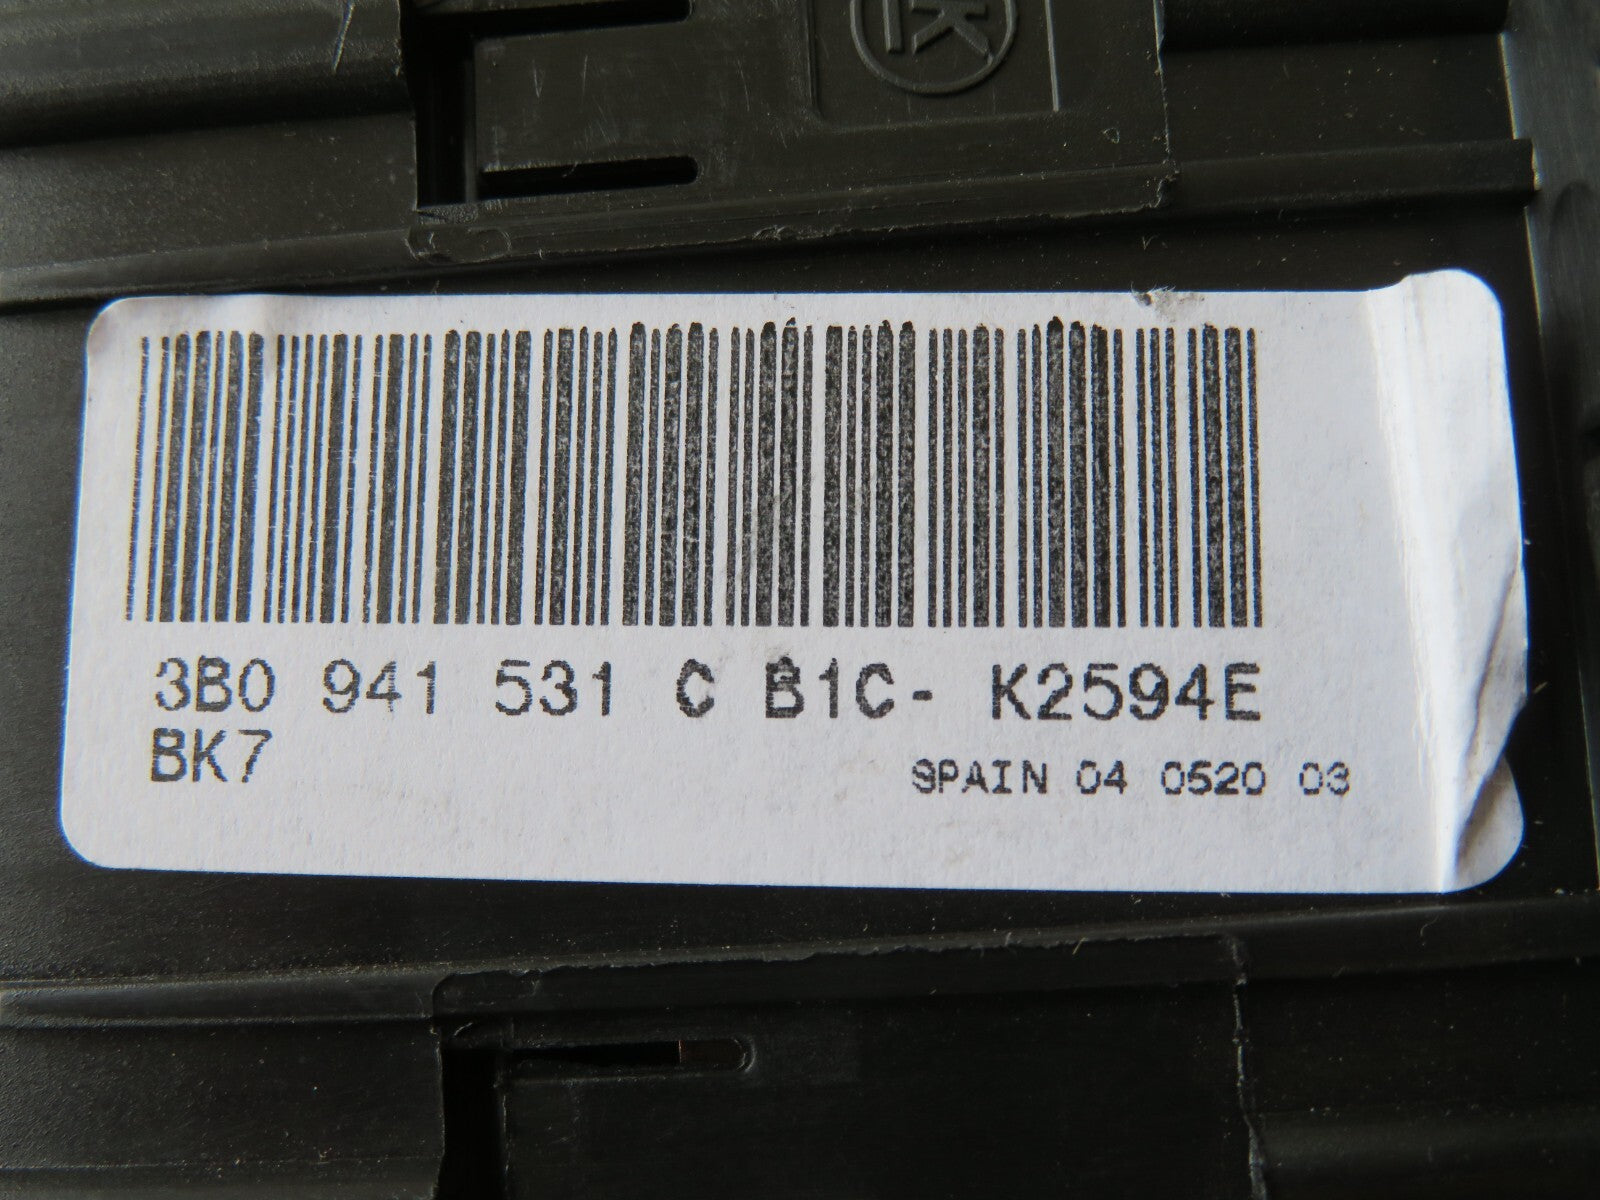 K
3B0 941 531 C B1C- K2594E
BK7
SPAIN 04 0520 03